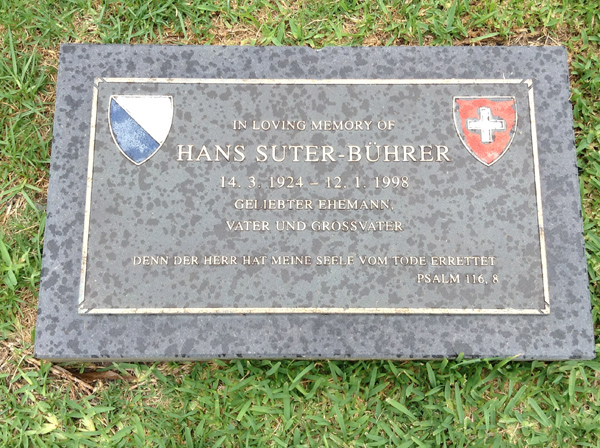 IN LOVING MEMORY OF
HANS SUTER-BÜHRER
14. 3. 1924 – 12. 1. 1998
GELIEBTER EHEMANN,
VATER UND GROSSVATER
DENN DER HERR HAT MEINE SEELE VOM TODE ERRETTET
PSALM 116, 8